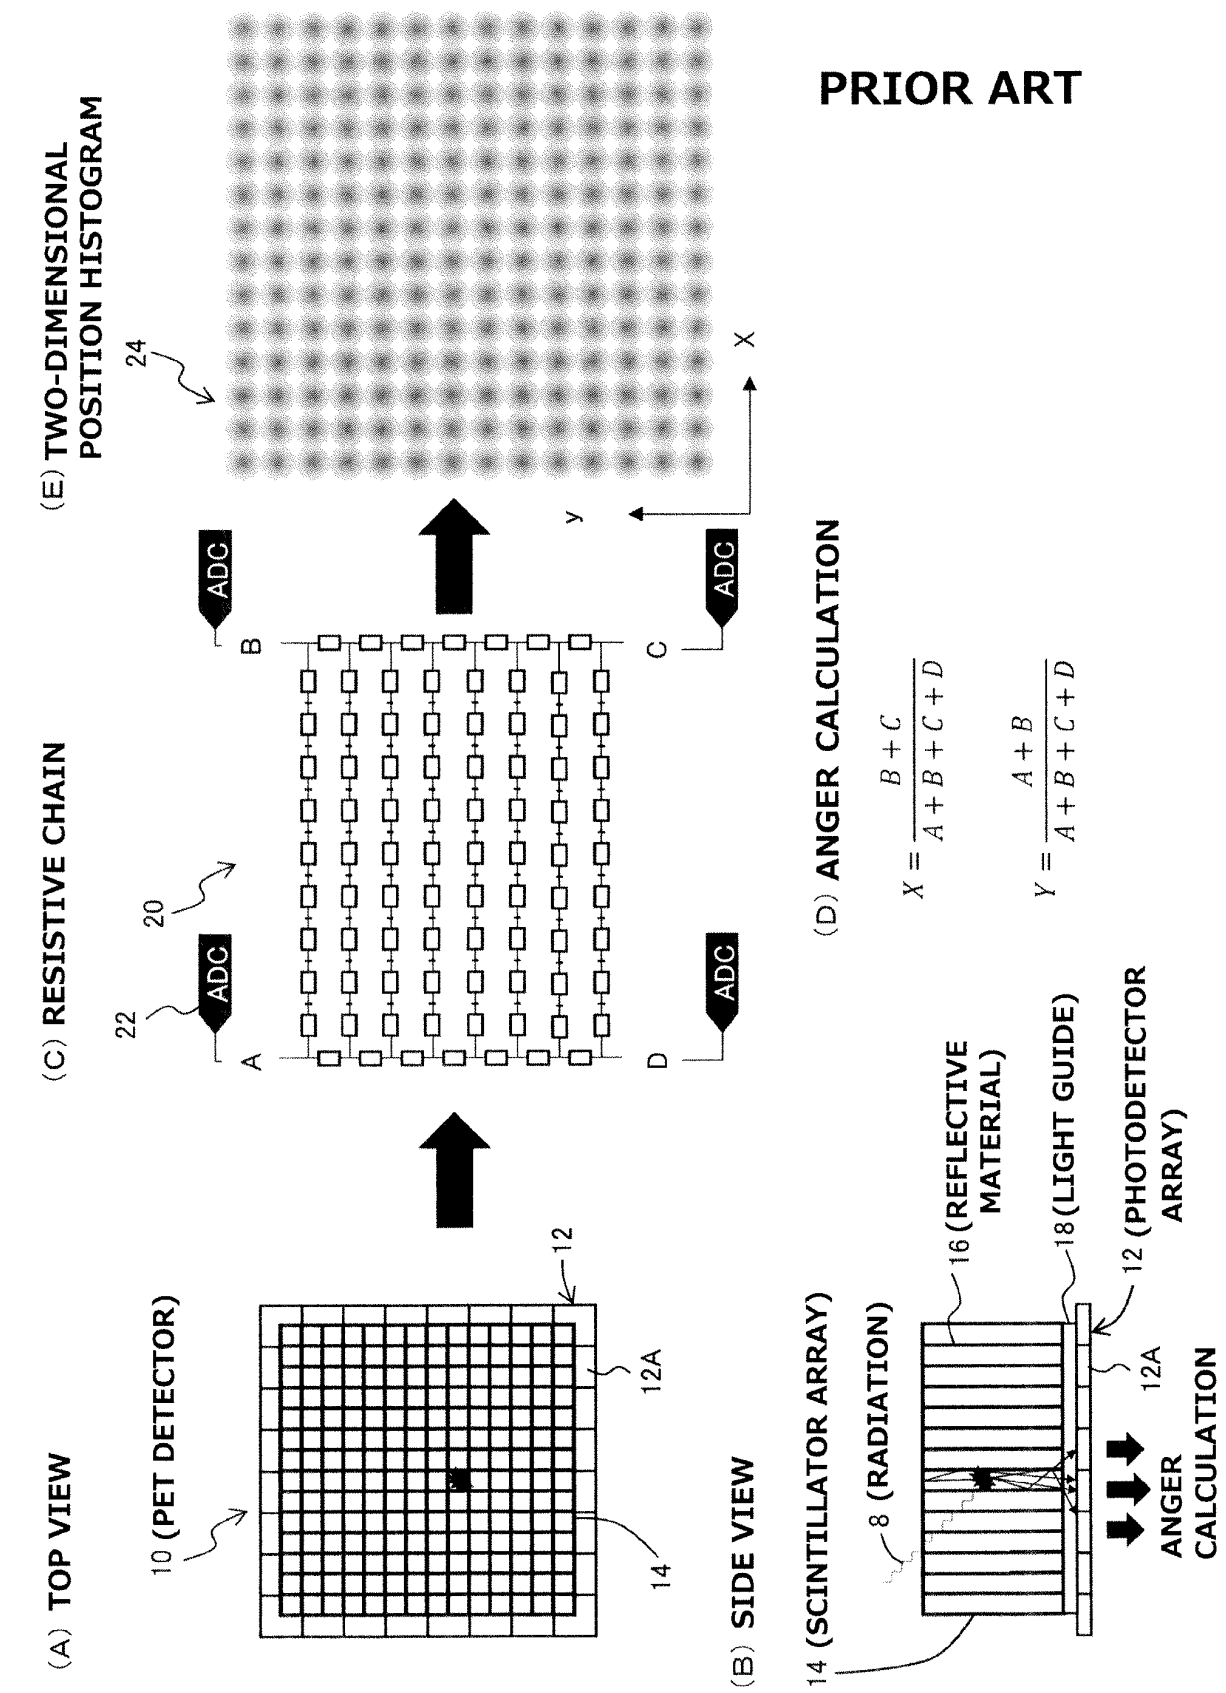 PRIOR ART
(A) TOP VIEW
10 (PET DETECTOR)
12
12A
14
(B) SIDE VIEW
14 (SCINTILLATOR ARRAY)
8 (RADIATION)
16 (REFLECTIVE
MATERIAL)
18 (LIGHT GUIDE)
12 (PHOTODETECTOR
ARRAY)
12A
ANGER
CALCULATION
(C) RESISTIVE CHAIN
20
22
ADC
ADC
A
B
D
C
ADC
ADC
(D) ANGER CALCULATION
X = B + C / A + B + C + D
Y = A + B / A + B + C + D
(E) TWO-DIMENSIONAL
POSITION HISTOGRAM
24
y
X